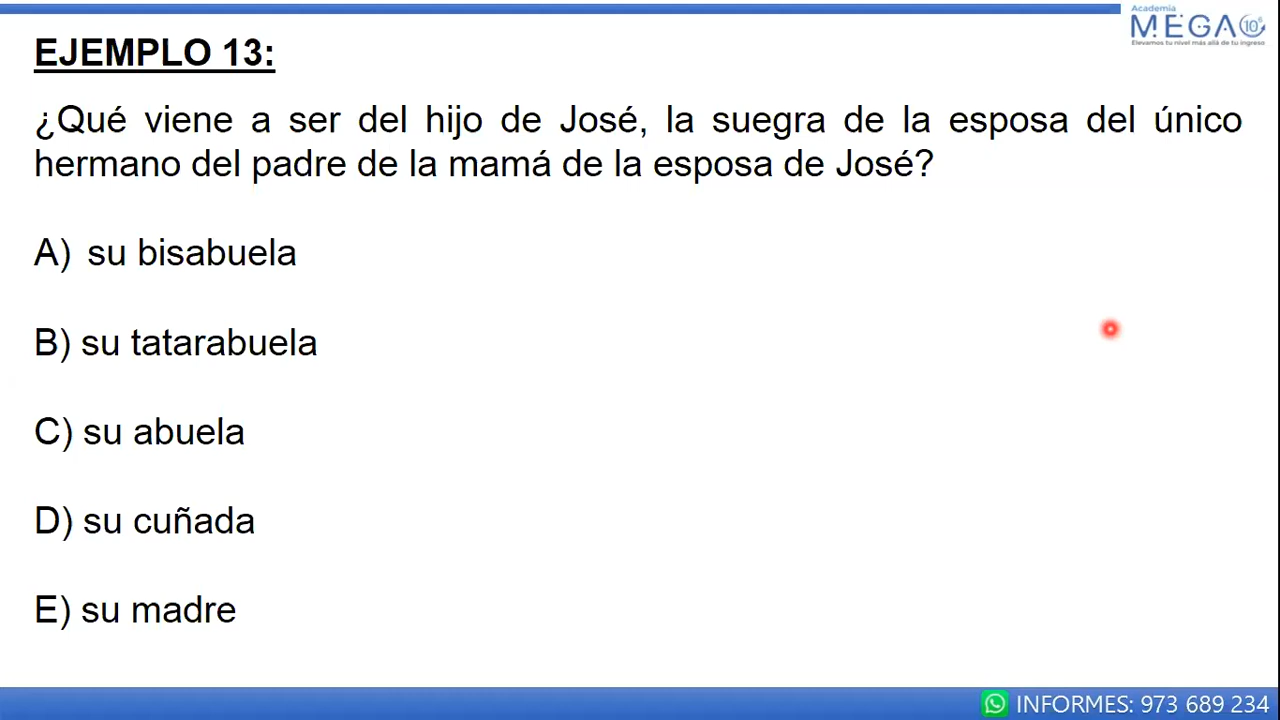 Academia
MEGA 10⁶
Elevamos tu nivel más allá de tu ingreso
EJEMPLO 13:
¿Qué viene a ser del hijo de José, la suegra de la esposa del único
hermano del padre de la mamá de la esposa de José?
A) su bisabuela
B) su tatarabuela
C) su abuela
D) su cuñada
E) su madre
INFORMES: 973 689 234